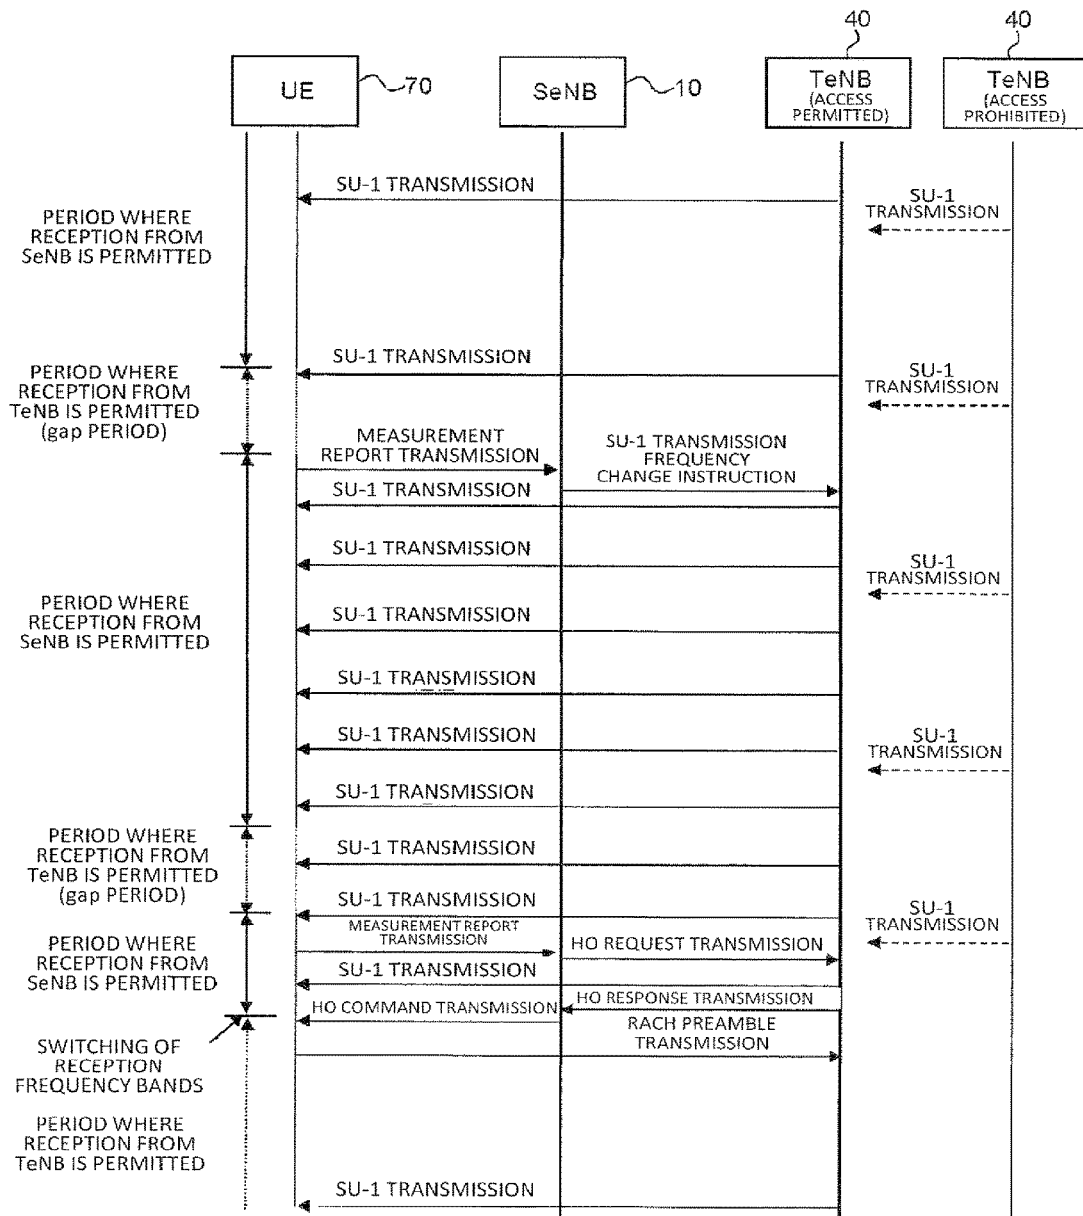 40
40
UE
70
SeNB
10
TeNB
(ACCESS
PERMITTED)
TeNB
(ACCESS
PROHIBITED)
SU-1 TRANSMISSION
SU-1
TRANSMISSION
PERIOD WHERE
RECEPTION FROM
SeNB IS PERMITTED
SU-1 TRANSMISSION
SU-1
TRANSMISSION
PERIOD WHERE
RECEPTION FROM
TeNB IS PERMITTED
(gap PERIOD)
MEASUREMENT
REPORT TRANSMISSION
SU-1 TRANSMISSION
FREQUENCY
CHANGE INSTRUCTION
SU-1 TRANSMISSION
SU-1 TRANSMISSION
SU-1
TRANSMISSION
PERIOD WHERE
RECEPTION FROM
SeNB IS PERMITTED
SU-1 TRANSMISSION
SU-1 TRANSMISSION
SU-1 TRANSMISSION
SU-1
TRANSMISSION
SU-1 TRANSMISSION
PERIOD WHERE
RECEPTION FROM
TeNB IS PERMITTED
(gap PERIOD)
SU-1 TRANSMISSION
SU-1 TRANSMISSION
SU-1
TRANSMISSION
MEASUREMENT REPORT
TRANSMISSION
HO REQUEST TRANSMISSION
PERIOD WHERE
RECEPTION FROM
SeNB IS PERMITTED
SU-1 TRANSMISSION
HO RESPONSE TRANSMISSION
HO COMMAND TRANSMISSION
RACH PREAMBLE
TRANSMISSION
SWITCHING OF
RECEPTION
FREQUENCY BANDS
PERIOD WHERE
RECEPTION FROM
TeNB IS PERMITTED
SU-1 TRANSMISSION